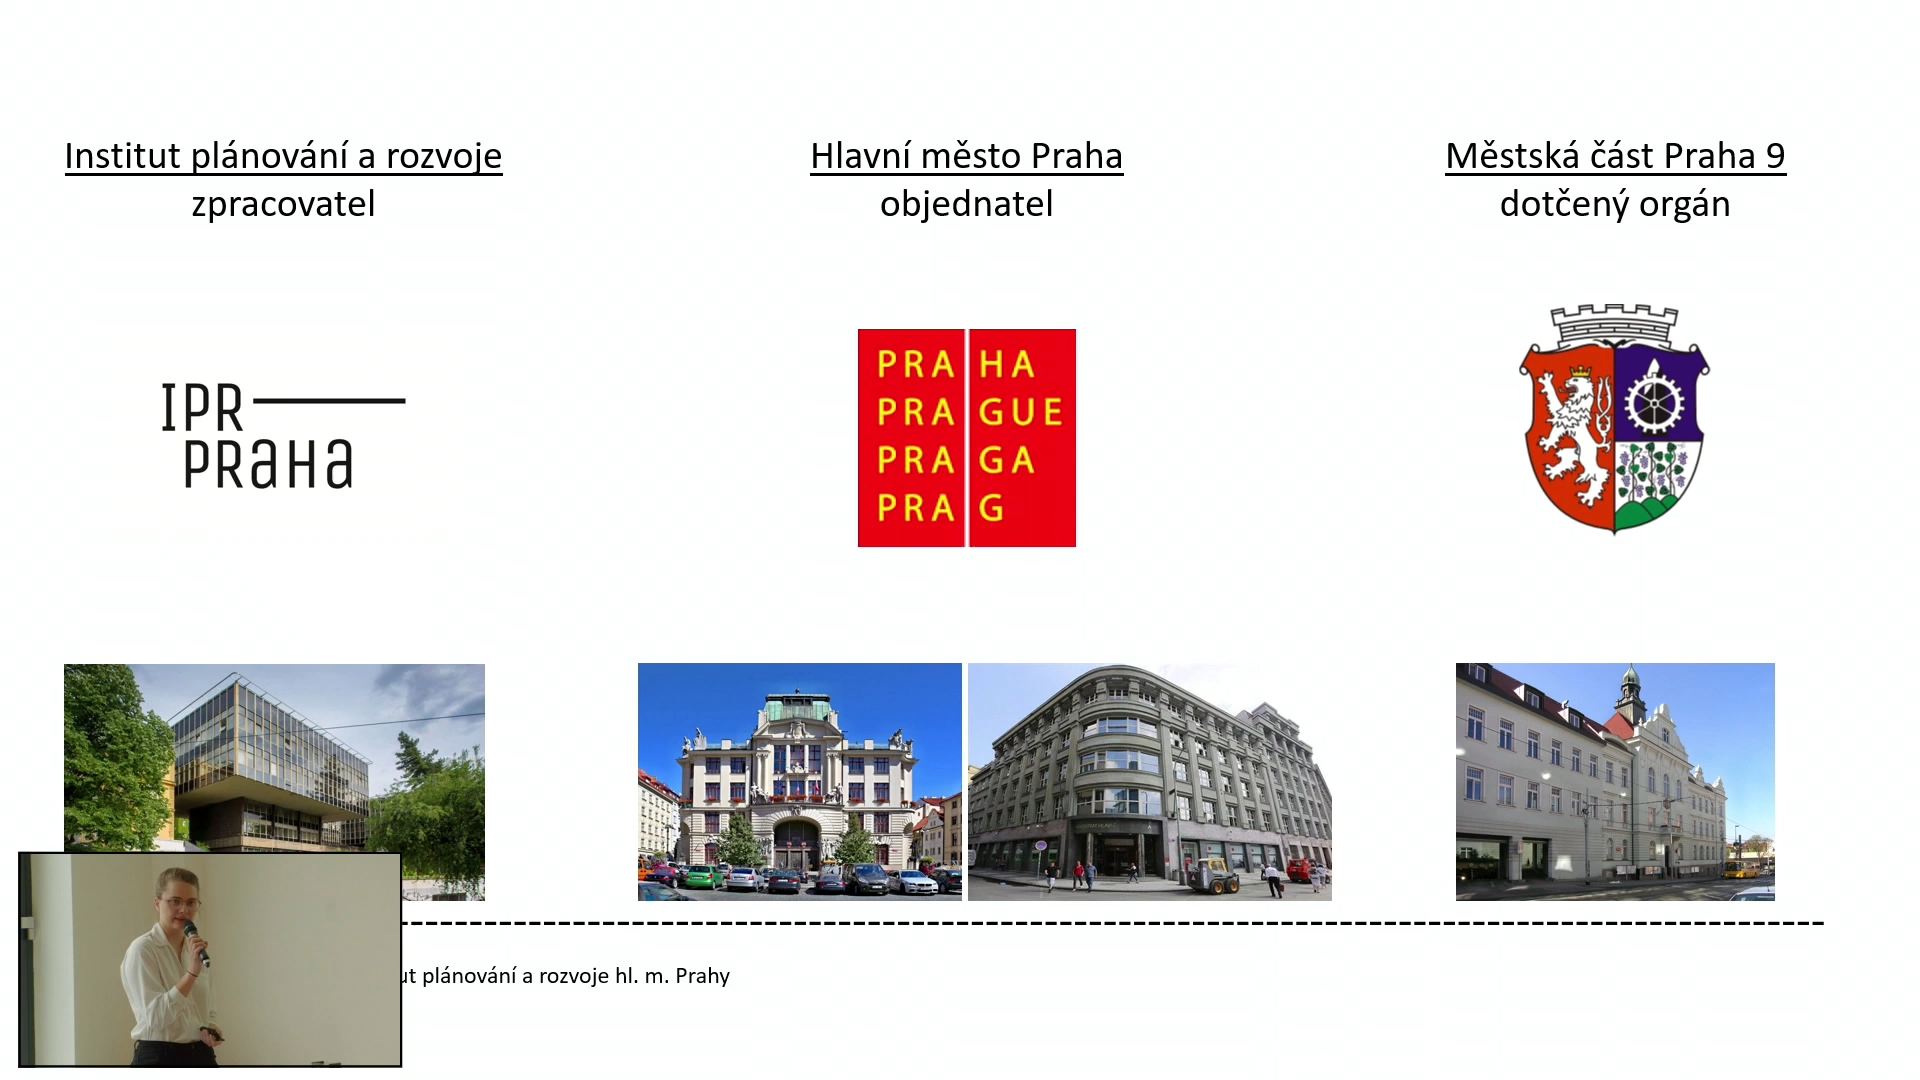 Institut plánování a rozvoje
zpracovatel
Hlavní město Praha
objednatel
Městská část Praha 9
dotčený orgán
IPR
PRAHA
PRA HA
PRA GUE
PRA GA
PRA G
plánování a rozvoje hl. m. Prahy